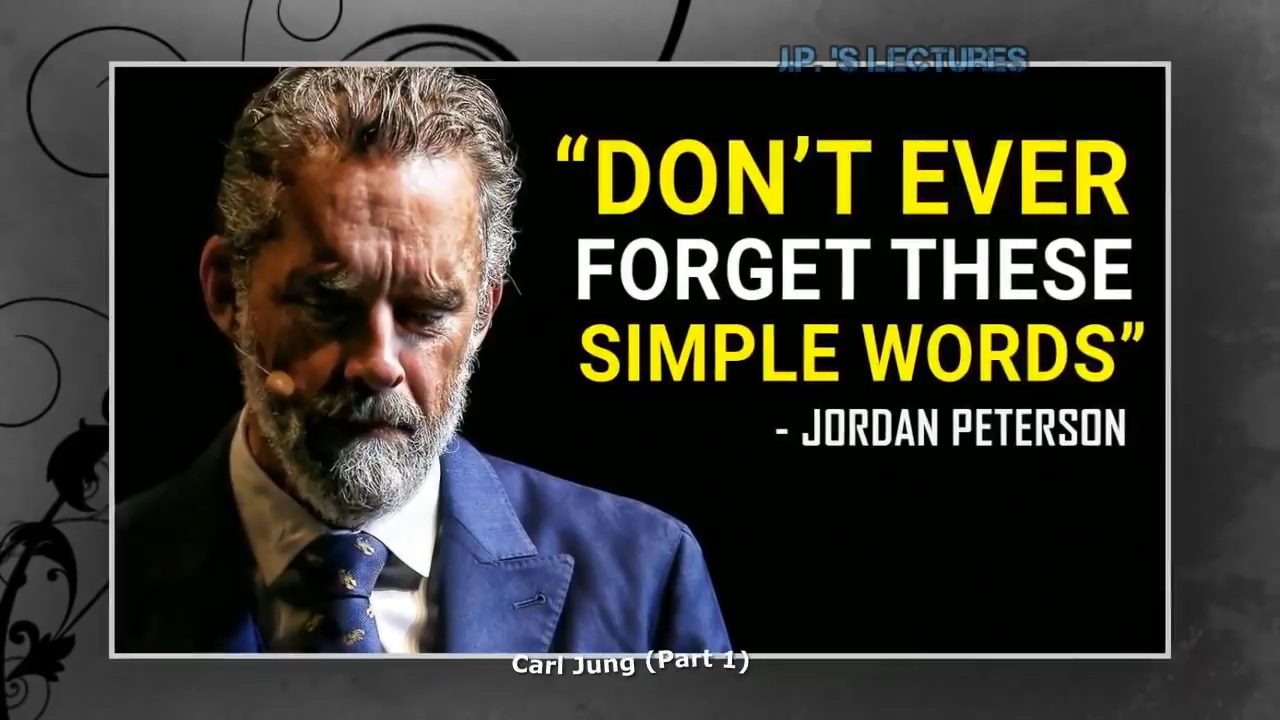 J.P. 'S LECTURES
“DON’T EVER
FORGET THESE
SIMPLE WORDS”
- JORDAN PETERSON
Carl Jung (Part 1)